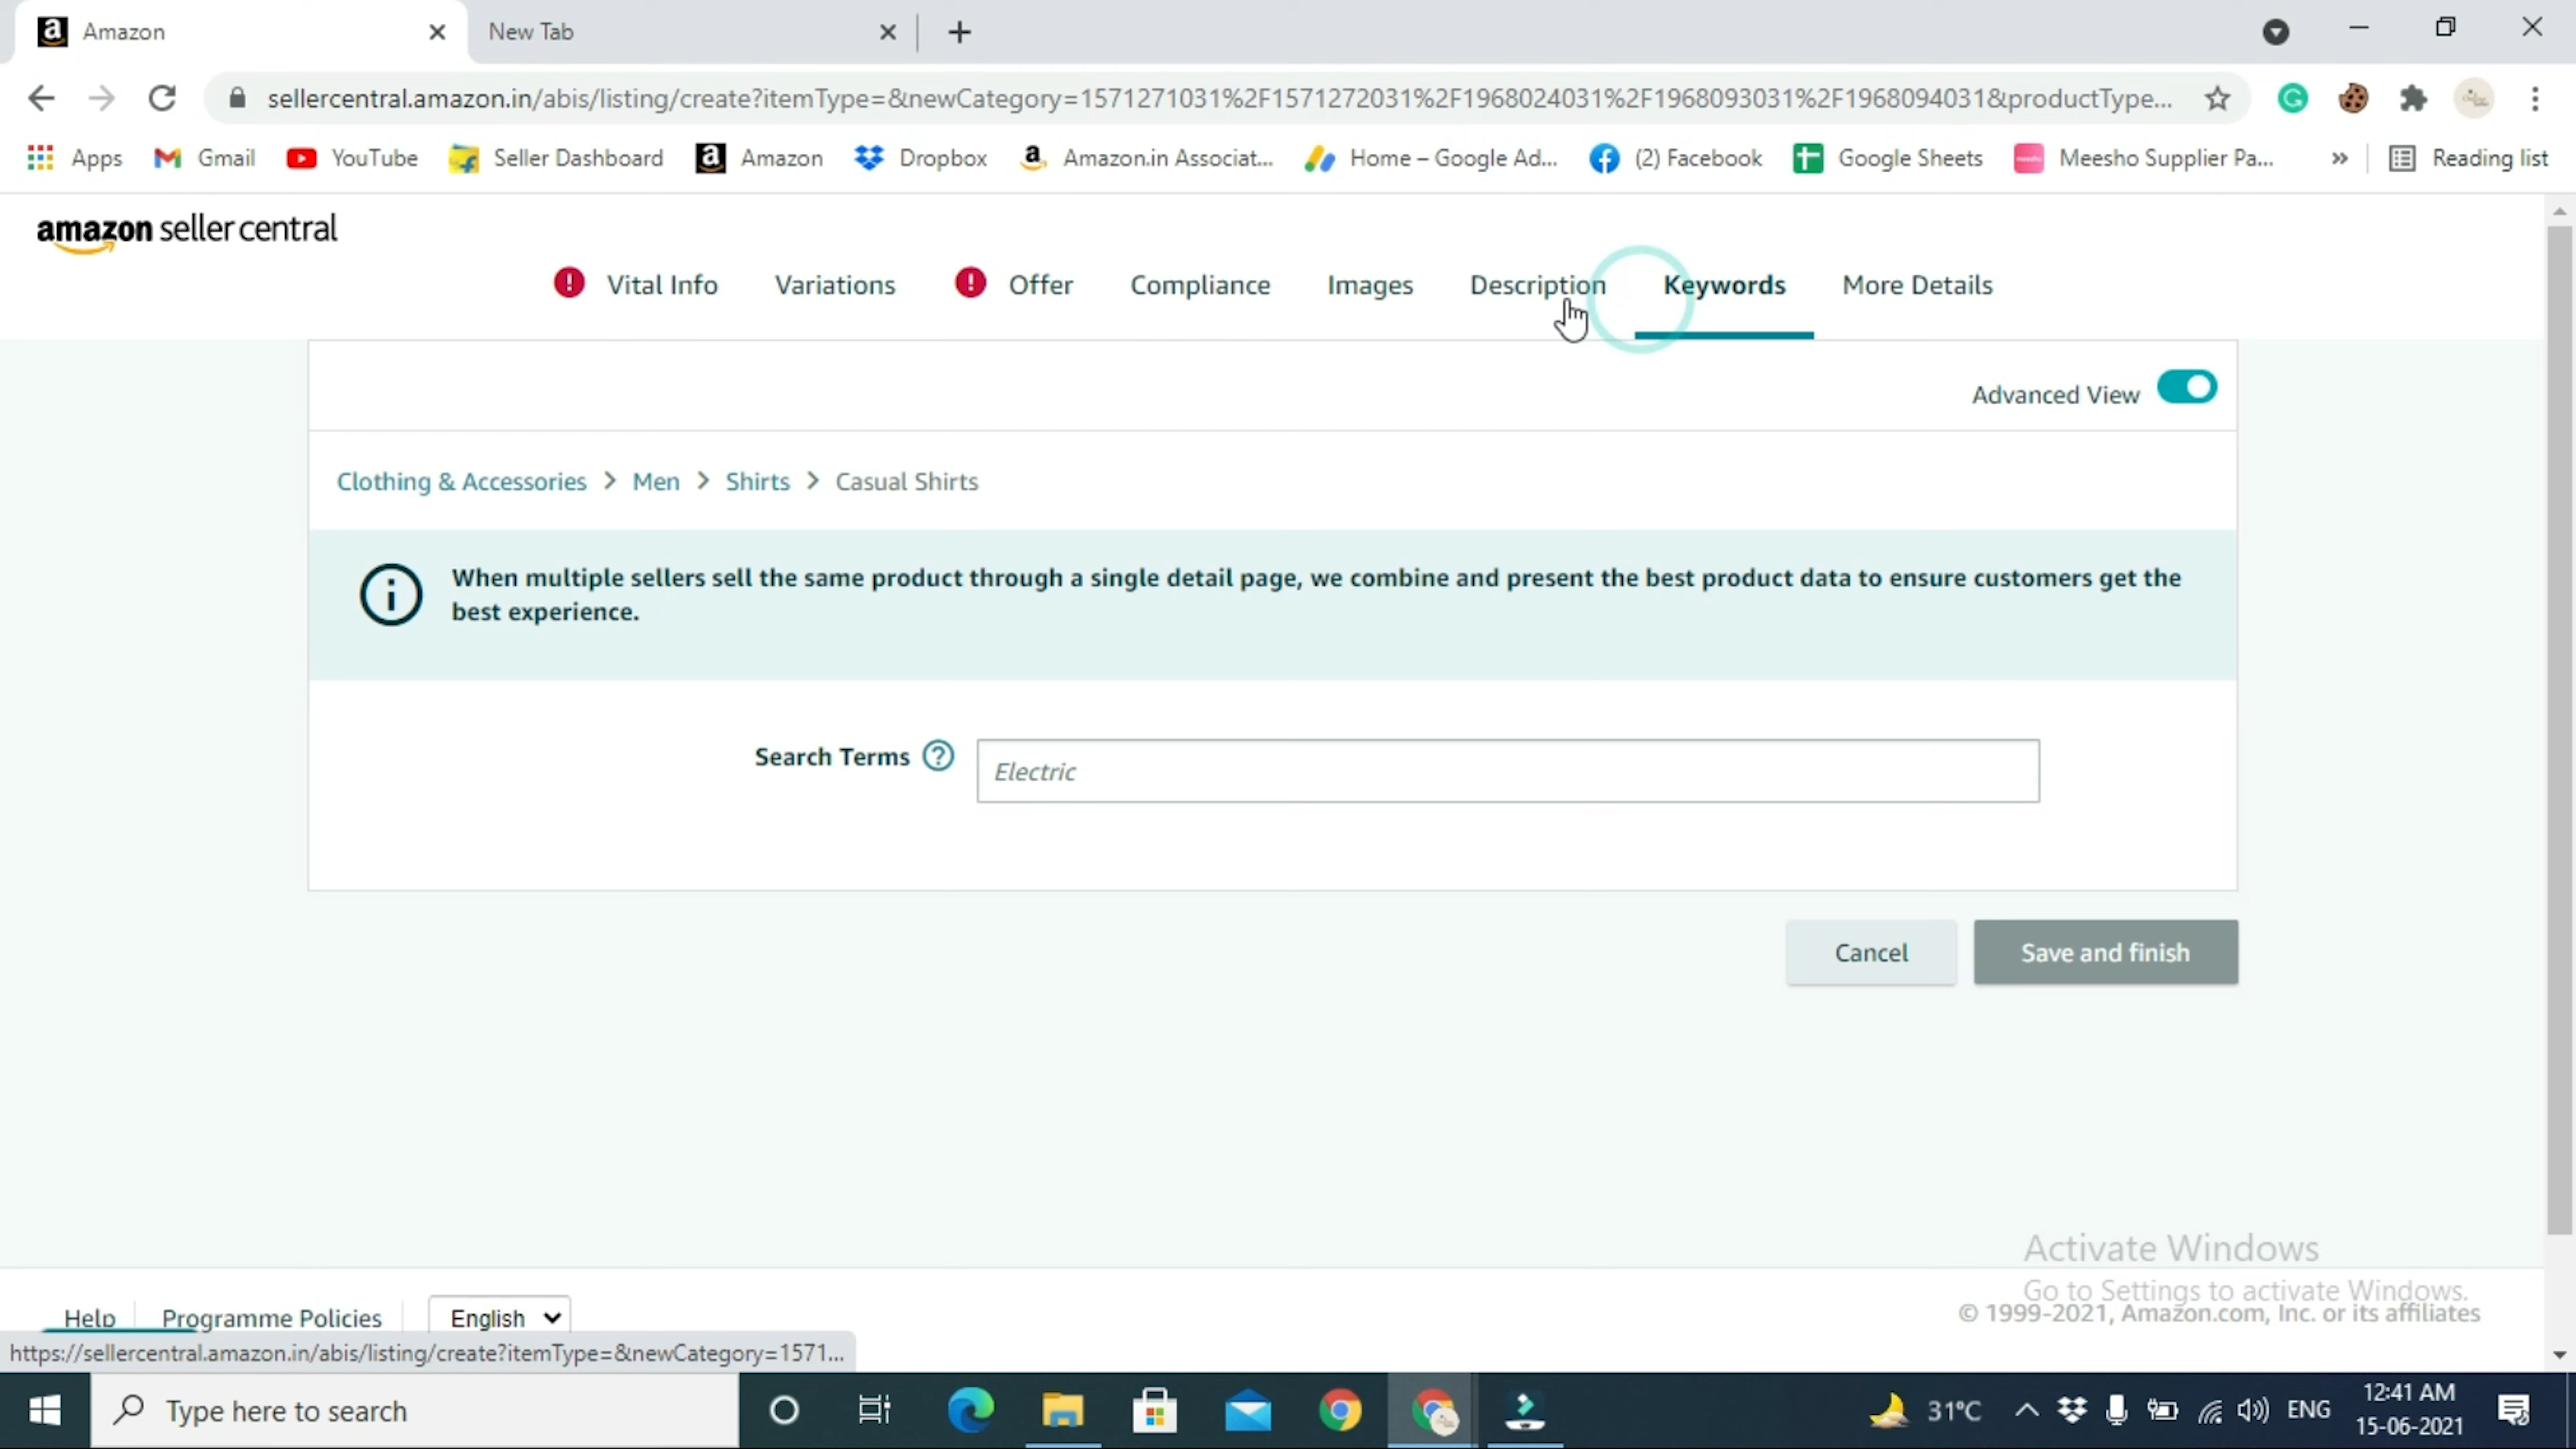 Amazon
New Tab
sellercentral.amazon.in/abis/listing/create?itemType=&newCategory=1571271031%2F1571272031%2F1968024031%2F1968093031%2F1968094031&productType...
Apps Gmail YouTube Seller Dashboard Amazon Dropbox Amazon.in Associat... Home – Google Ad... (2) Facebook Google Sheets Meesho Supplier Pa... » Reading list
amazon seller central
Vital Info Variations Offer Compliance Images Description Keywords More Details
Advanced View
Clothing & Accessories > Men > Shirts > Casual Shirts
When multiple sellers sell the same product through a single detail page, we combine and present the best product data to ensure customers get the
best experience.
Search Terms
Electric
Cancel Save and finish
Activate Windows
Go to Settings to activate Windows.
Help Programme Policies English © 1999-2021, Amazon.com, Inc. or its affiliates
https://sellercentral.amazon.in/abis/listing/create?itemType=&newCategory=1571...
Type here to search
31°C ENG
12:41 AM
15-06-2021